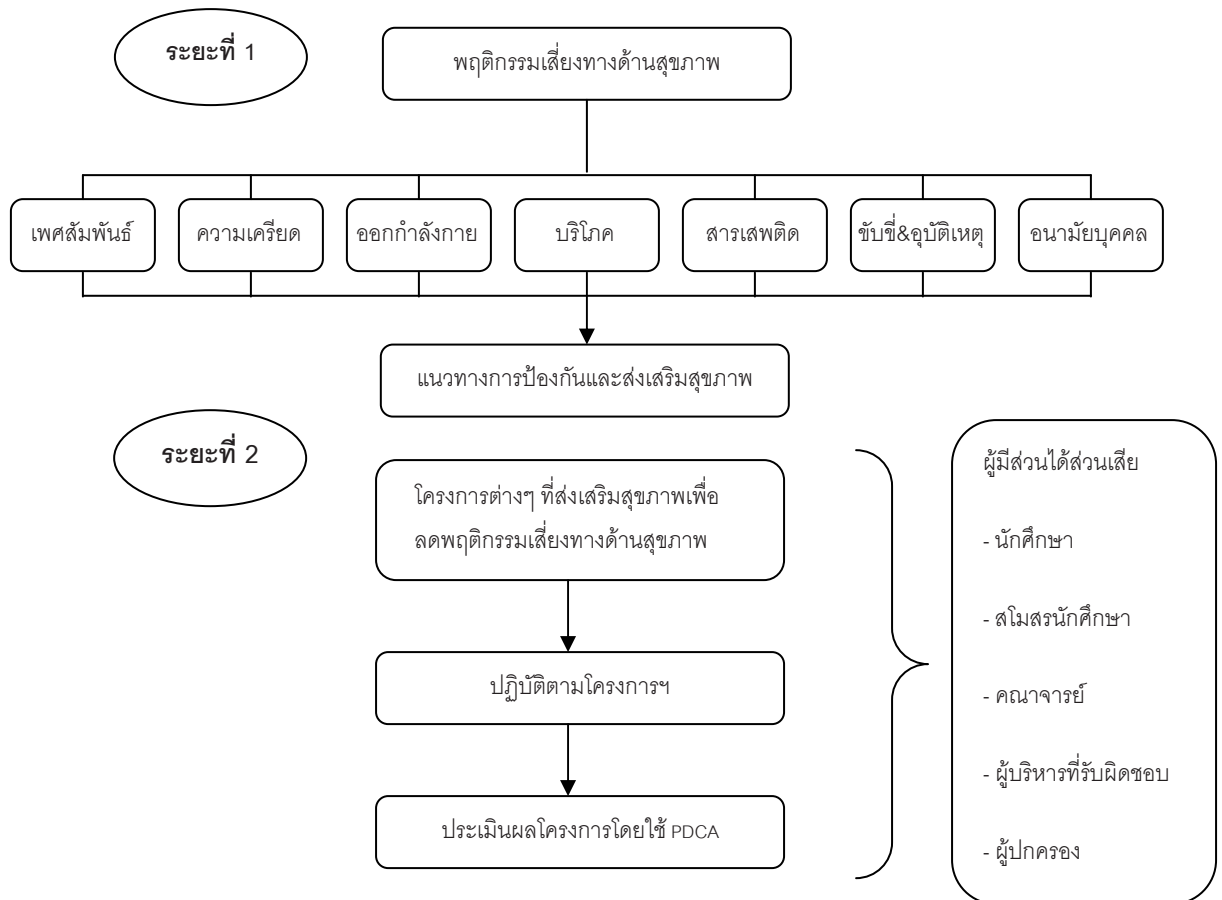 ระยะที่ 1
พฤติกรรมเสี่ยงทางด้านสุขภาพ
เพศสัมพันธ์
ความเครียด
ออกกำลังกาย
บริโภค
สารเสพติด
ขับขี่&อุบัติเหตุ
อนามัยบุคคล
แนวทางการป้องกันและส่งเสริมสุขภาพ
ระยะที่ 2
โครงการต่างๆ ที่ส่งเสริมสุขภาพเพื่อ
ลดพฤติกรรมเสี่ยงทางด้านสุขภาพ
ปฏิบัติตามโครงการฯ
ประเมินผลโครงการโดยใช้ PDCA
ผู้มีส่วนได้ส่วนเสีย
- นักศึกษา
- สโมสรนักศึกษา
- คณาจารย์
- ผู้บริหารที่รับผิดชอบ
- ผู้ปกครอง